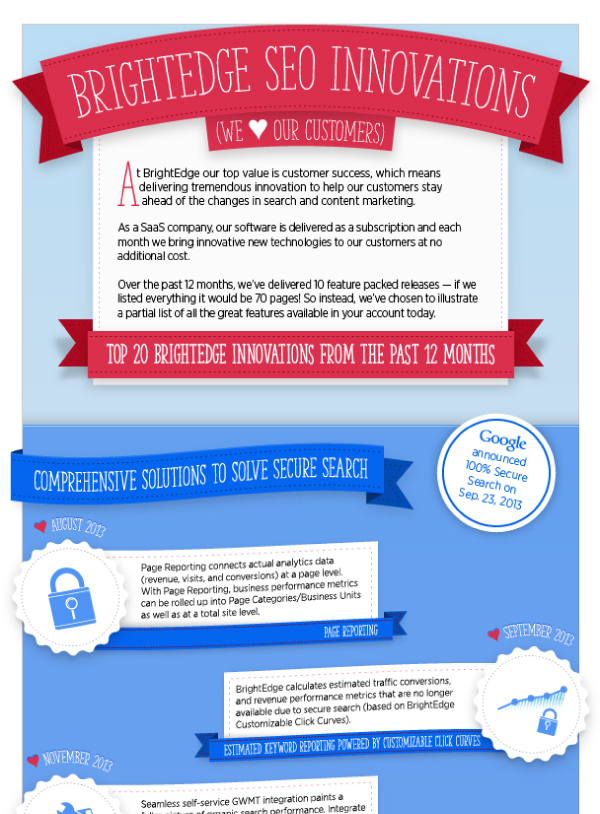 BRIGHTEDGE SEO INNOVATIONS
(WE ♥ OUR CUSTOMERS)
At BrightEdge our top value is customer success, which means
delivering tremendous innovation to help our customers stay
ahead of the changes in search and content marketing.
As a SaaS company, our software is delivered as a subscription and each
month we bring innovative new technologies to our customers at no
additional cost.
Over the past 12 months, we've delivered 10 feature packed releases — if we
listed everything it would be 70 pages! So instead, we've chosen to illustrate
a partial list of all the great features available in your account today.
TOP 20 BRIGHTEDGE INNOVATIONS FROM THE PAST 12 MONTHS
Google
announced
100% Secure
Search on
Sep. 23, 2013
COMPREHENSIVE SOLUTIONS TO SOLVE SECURE SEARCH
AUGUST 2013
Page Reporting connects actual analytics data
(revenue, visits, and conversions) at a page level.
With Page Reporting, business performance metrics
can be rolled up into Page Categories/Business Units
as well as at a total site level.
PAGE REPORTING
SEPTEMBER 2013
BrightEdge calculates estimated traffic conversions,
and revenue performance metrics that are no longer
available due to secure search (based on BrightEdge
Customizable Click Curves).
ESTIMATED KEYWORD REPORTING POWERED BY CUSTOMIZABLE CLICK CURVES
NOVEMBER 2013
Seamless self-service GWMT integration paints a
fuller picture of organic search performance. Integrate